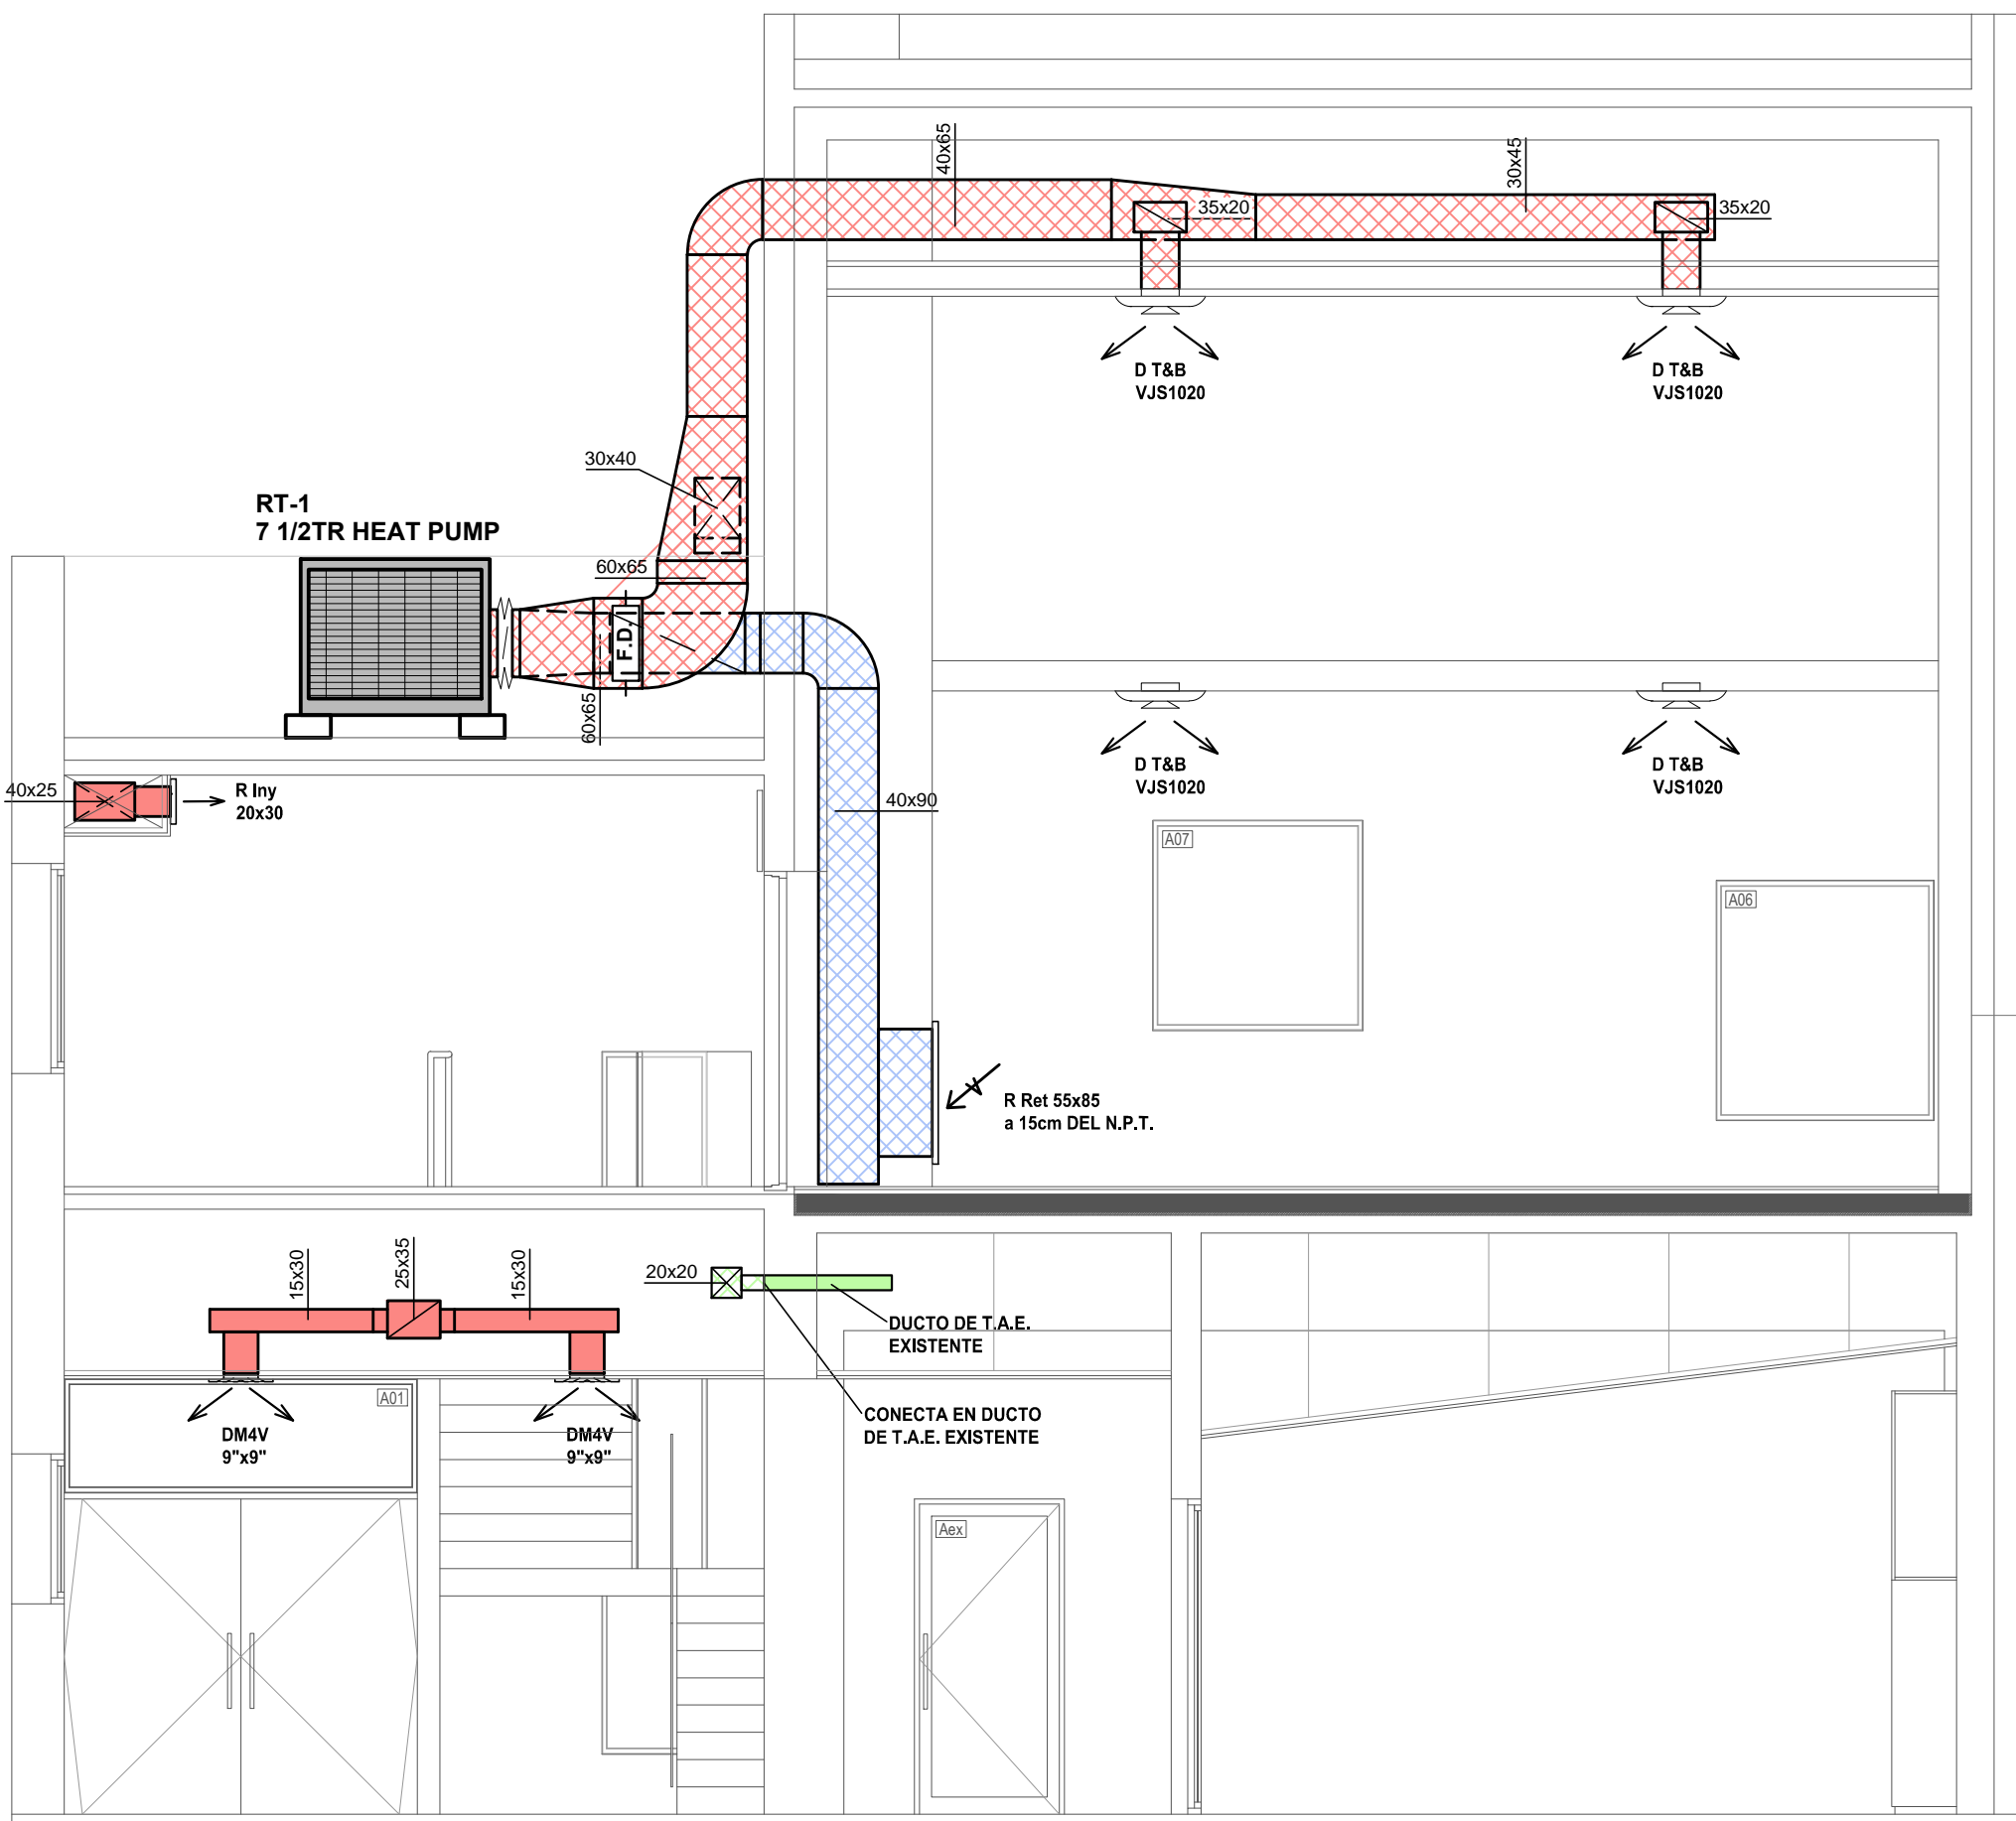 40x65
30x45
35x20
35x20
D T&B
VJS1020
D T&B
VJS1020
30x40
RT-1
7 1/2TR HEAT PUMP
60x65
F.D.
60x65
D T&B
VJS1020
D T&B
VJS1020
40x25
R Iny
20x30
40x90
A07
A06
R Ret 55x85
a 15cm DEL N.P.T.
15x30
25x35
15x30
20x20
DUCTO DE T.A.E.
EXISTENTE
A01
CONECTA EN DUCTO
DE T.A.E. EXISTENTE
DM4V
9"x9"
DM4V
9"x9"
Aex